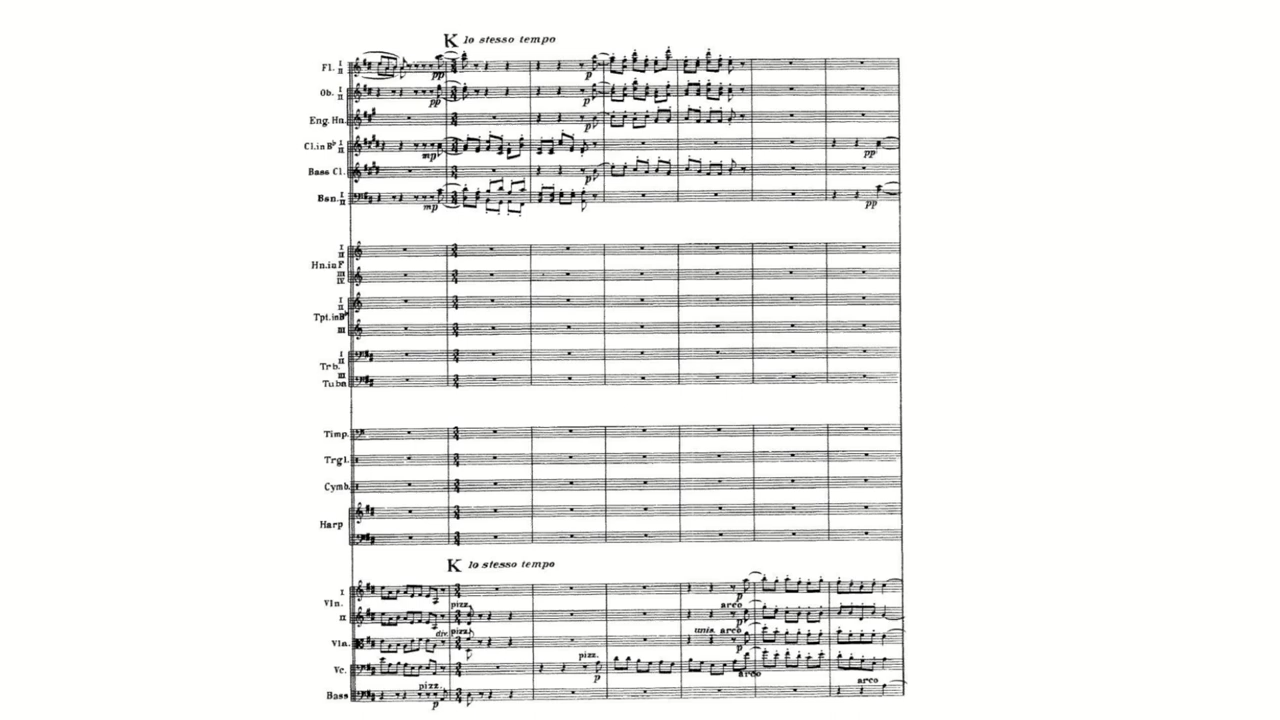 K lo stesso tempo
Fl. I II
pp p
Ob. I II
pp p
Eng. Hn.
p
Cl. in B♭ I II
mp pp
Bass Cl.
p
Bsn. I II
mp pp
Hn. in F I II III IV
Tpt. in B♭ I II III
Trb. I II III
Tuba
Timp.
Trgl.
Cymb.
Harp
K lo stesso tempo
Vln. I
p
pizz. arco
II
p
div. pizz. unis. arco
Vla.
p
pizz.
Vc.
p arco
pizz. arco
Bass
p